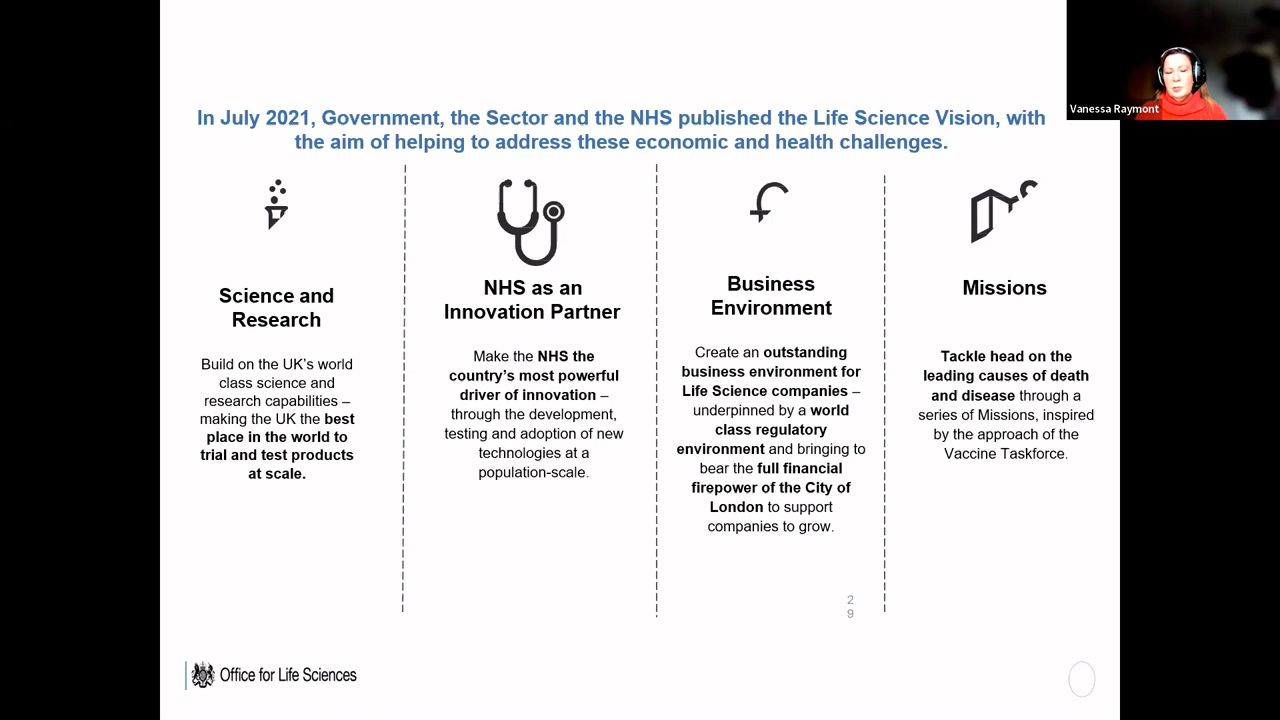 In July 2021, Government, the Sector and the NHS published the Life Science Vision, with
the aim of helping to address these economic and health challenges.
Vanessa Raymont
Science and
Research
Build on the UK's world
class science and
research capabilities –
making the UK the best
place in the world to
trial and test products
at scale.
NHS as an
Innovation Partner
Make the NHS the
country's most powerful
driver of innovation –
through the development,
testing and adoption of new
technologies at a
population-scale.
Business
Environment
Create an outstanding
business environment for
Life Science companies –
underpinned by a world
class regulatory
environment and bringing to
bear the full financial
firepower of the City of
London to support
companies to grow.
Missions
Tackle head on the
leading causes of death
and disease through a
series of Missions, inspired
by the approach of the
Vaccine Taskforce.
2
9
Office for Life Sciences